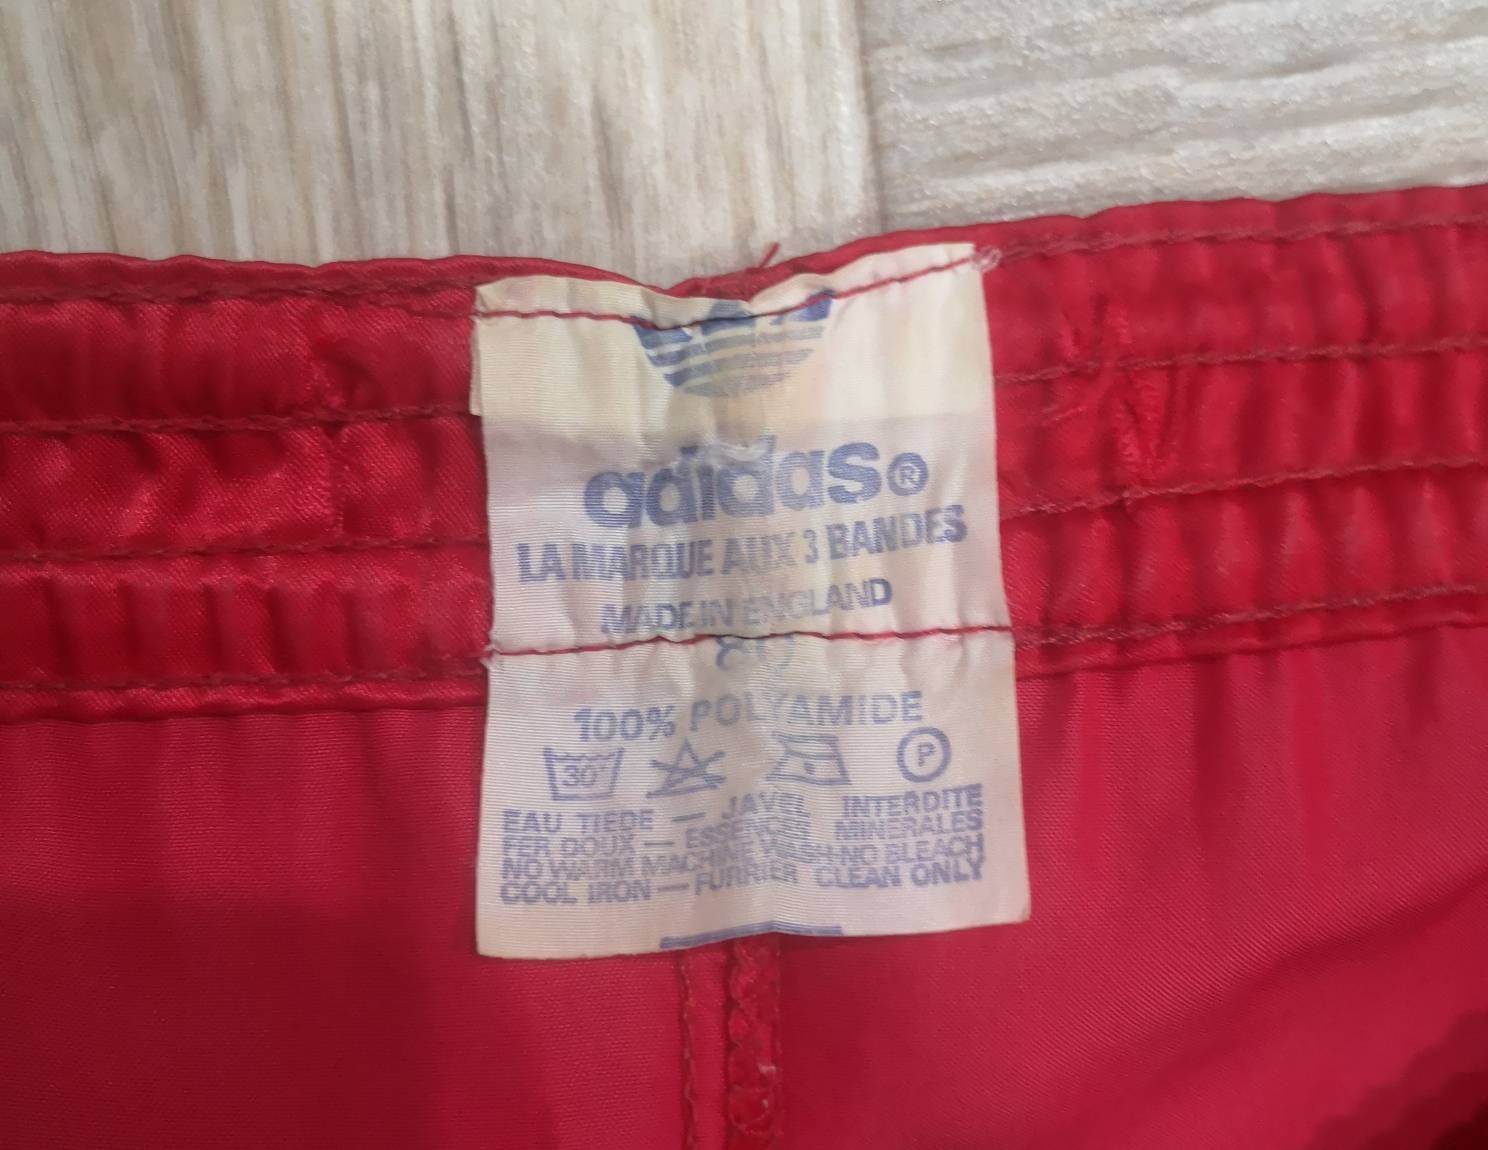 adidas®
LA MARQUE AUX 3 BANDES
MADE IN ENGLAND
80
100% POLYAMIDE
30° P
EAU TIEDE — JAVEL INTERDITE
FER DOUX — ESSENCES MINERALES
NO WARM MACHINE WASH-NO BLEACH
COOL IRON — FURRIER CLEAN ONLY